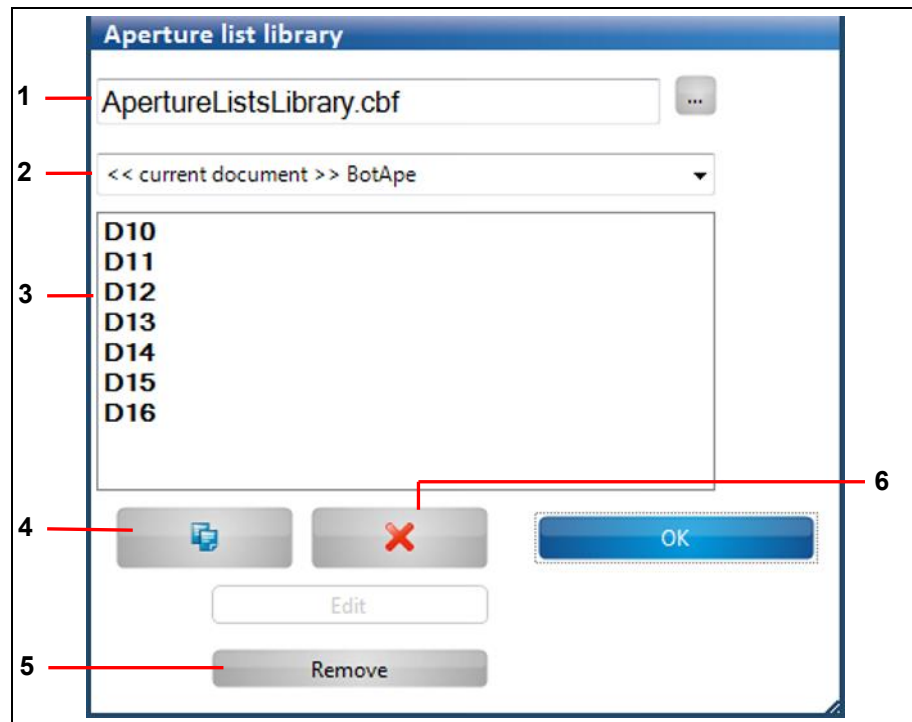 Aperture list library
1
ApertureListsLibrary.cbf
...
2
<< current document >> BotApe
3
D10
D11
D12
D13
D14
D15
D16
6
4
OK
Edit
5
Remove